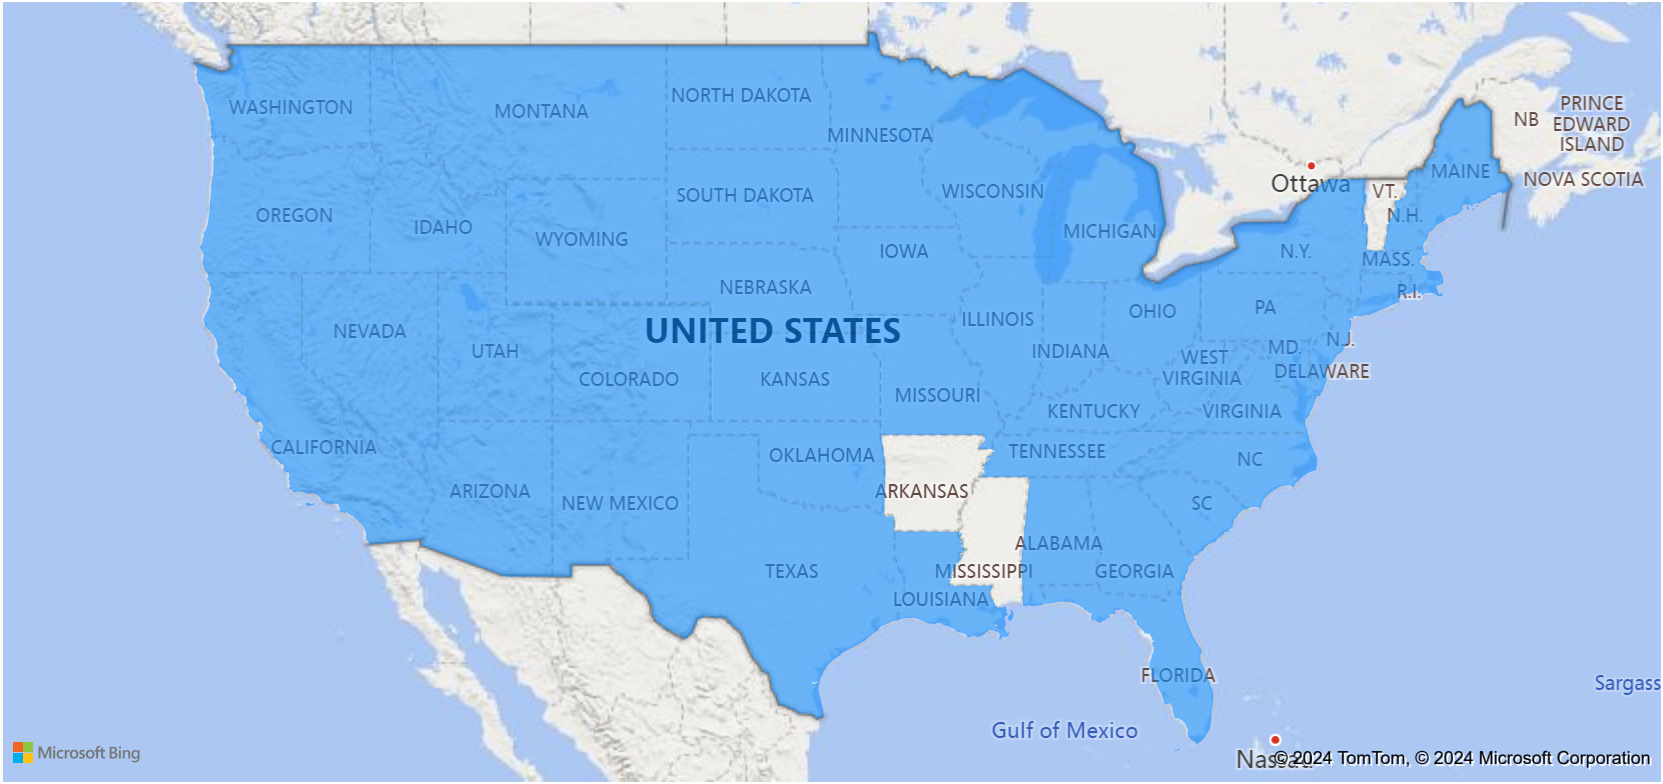 WASHINGTON
MONTANA
NORTH DAKOTA
MINNESOTA
PRINCE
EDWARD
ISLAND
NB
NOVA SCOTIA
Ottawa
MAINE
VT.
N.H.
OREGON
IDAHO
WYOMING
SOUTH DAKOTA
WISCONSIN
MICHIGAN
IOWA
N.Y.
MASS.
R.I.
NEBRASKA
NEVADA
UTAH
UNITED STATES
ILLINOIS
INDIANA
OHIO
PA
N.J.
MD.
DELAWARE
WEST
VIRGINIA
COLORADO
KANSAS
MISSOURI
KENTUCKY
VIRGINIA
CALIFORNIA
ARIZONA
NEW MEXICO
OKLAHOMA
ARKANSAS
TENNESSEE
NC
SC
TEXAS
LOUISIANA
MISSISSIPPI
ALABAMA
GEORGIA
FLORIDA
Gulf of Mexico
Sargass
Nassau
Microsoft Bing
© 2024 TomTom, © 2024 Microsoft Corporation